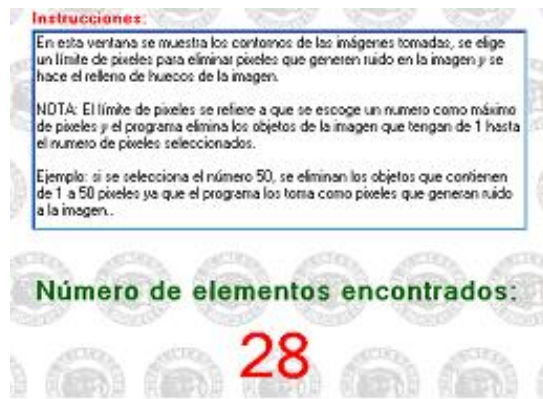 Instrucciones:
En esta ventana se muestra los contornos de las imágenes tomadas, se elige
un límite de pixeles para eliminar pixeles que generen ruido en la imagen y se
hace el relleno de huecos de la imagen.
NOTA: El límite de pixeles se refiere a que se escoge un numero como máximo
de pixeles y el programa elimina los objetos de la imagen que tengan de 1 hasta
el numero de pixeles seleccionados.
Ejemplo: si se selecciona el número 50, se eliminan los objetos que contienen
de 1 a 50 pixeles ya que el programa los toma como pixeles que generan ruido
a la imagen..
Número de elementos encontrados:
28